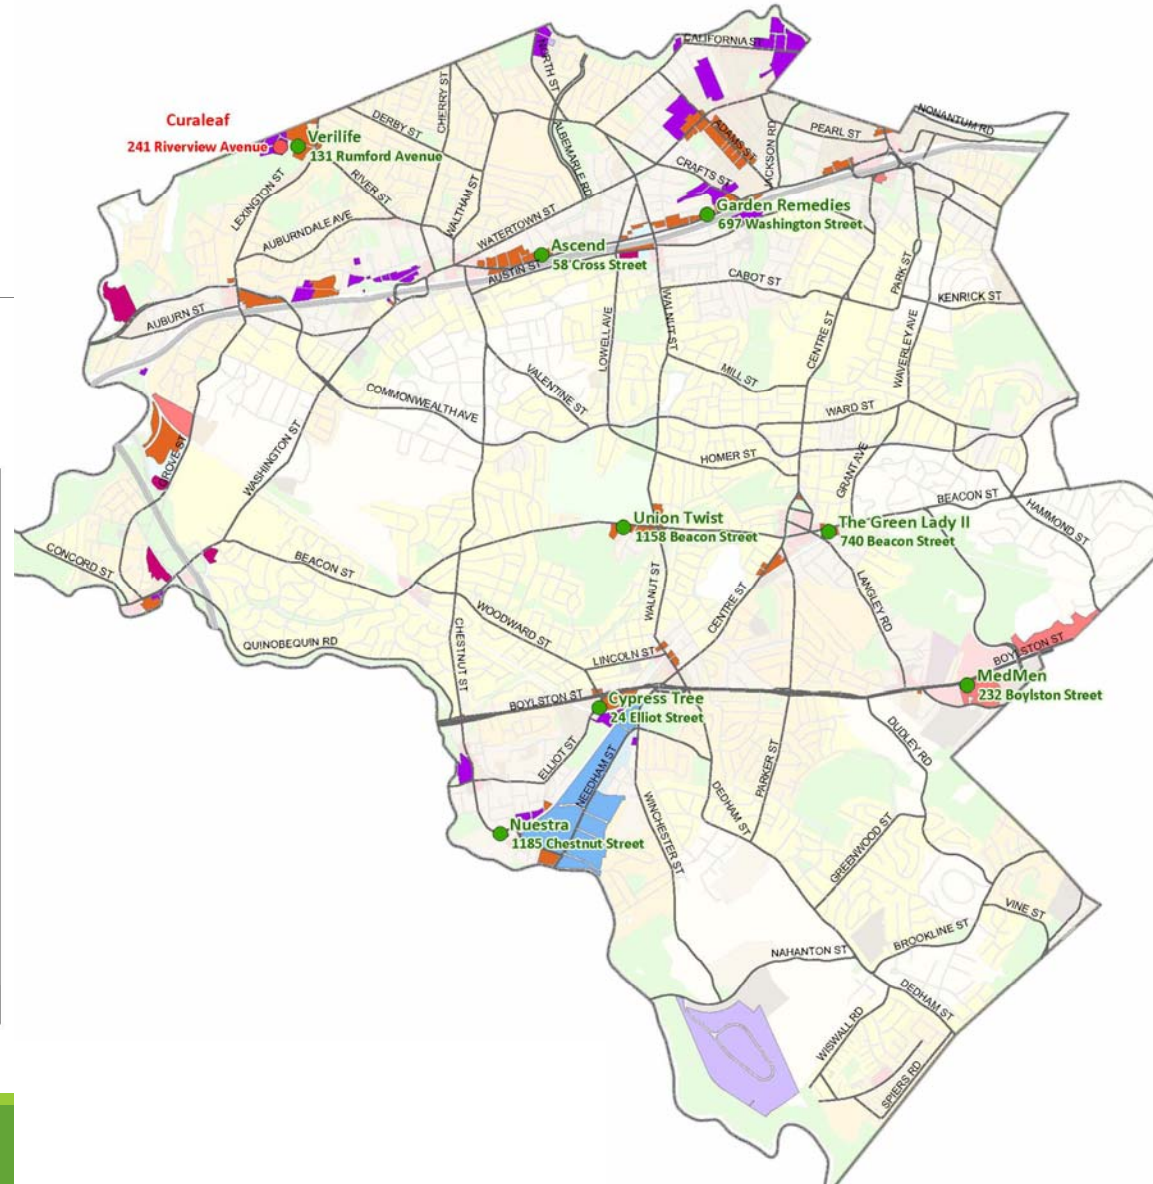 CALIFORNIA ST
NORTH ST
NONANTUM RD
CHERRY ST
DERBY ST
ADAMS ST
JACKSON RD
PEARL ST
Curaleaf
241 Riverview Avenue
Verilife
131 Rumford Avenue
ALBEMARLE RD
CRAFTS ST
RIVER ST
LEXINGTON ST
WALTHAM ST
AUBURNDALE AVE
WATERTOWN ST
Garden Remedies
697 Washington Street
Ascend
58 Cross Street
AUSTIN ST
CABOT ST
PARK ST
KENRICK ST
AUBURN ST
LOWELL AVE
WALNUT ST
CENTRE ST
WAVERLEY AVE
MILL ST
VALENTINE ST
COMMONWEALTH AVE
WARD ST
GROVE ST
WASHINGTON ST
HOMER ST
GRANT AVE
BEACON ST
HAMMOND ST
Union Twist
1158 Beacon Street
The Green Lady II
740 Beacon Street
CONCORD ST
BEACON ST
WALNUT ST
CENTRE ST
LANGLEY RD
WOODWARD ST
QUINOBEQUIN RD
CHESTNUT ST
LINCOLN ST
BOYLSTON ST
BOYLSTON ST
MedMen
232 Boylston Street
Cypress Tree
24 Elliot Street
ELLIOT ST
NEEDHAM ST
DUDLEY RD
PARKER ST
DEDHAM ST
WINCHESTER ST
Nuestra
1185 Chestnut Street
GREENWOOD ST
VINE ST
BROOKLINE ST
NAHANTON ST
DEDHAM ST
WISWALL RD
SPIERS RD